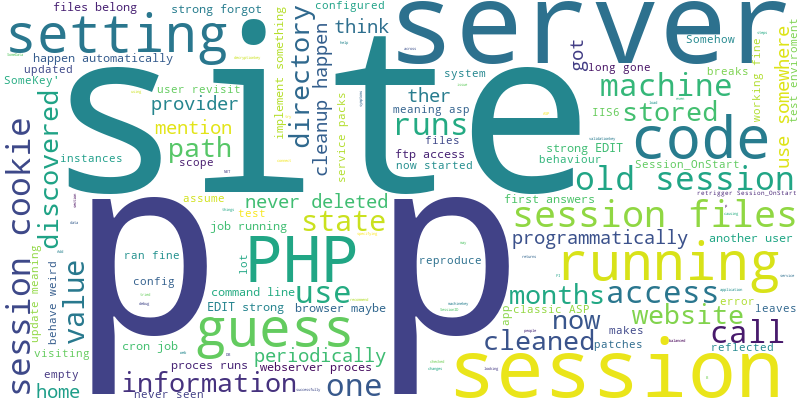 files belong
strong forgot
configured
server
setting
site
think
got
Somehow
happen automatically
updated
SomeKey'
directory
implement something
cleanup happen
long gone
breaks
working fine
use somewhere
test enviroment
system
machine
user revisit
provider
ther
meaning asp
stored
mention
runs
IIS6
code
path
service packs
files
ftp access
now started
strong EDIT
behaviour
Session_OnStart
instances
scope
discovered
session cookie
old session
retrigger Session_OnStart
assume
never deleted
first answers
test
state
session files
job running
programmatically
another user
pp
PHP
lot
ran fine
config
reproduce
running
update meaning
behave weird
value
command line
use
months
access
EDIT strong
browser maybe
app
classic ASP
error
website
leaves
guess
now
patches
call
cron job
periodically
cleaned
makes
reflected
visiting
proces runs
webserver proces
empty
home
information
one
session
never seen